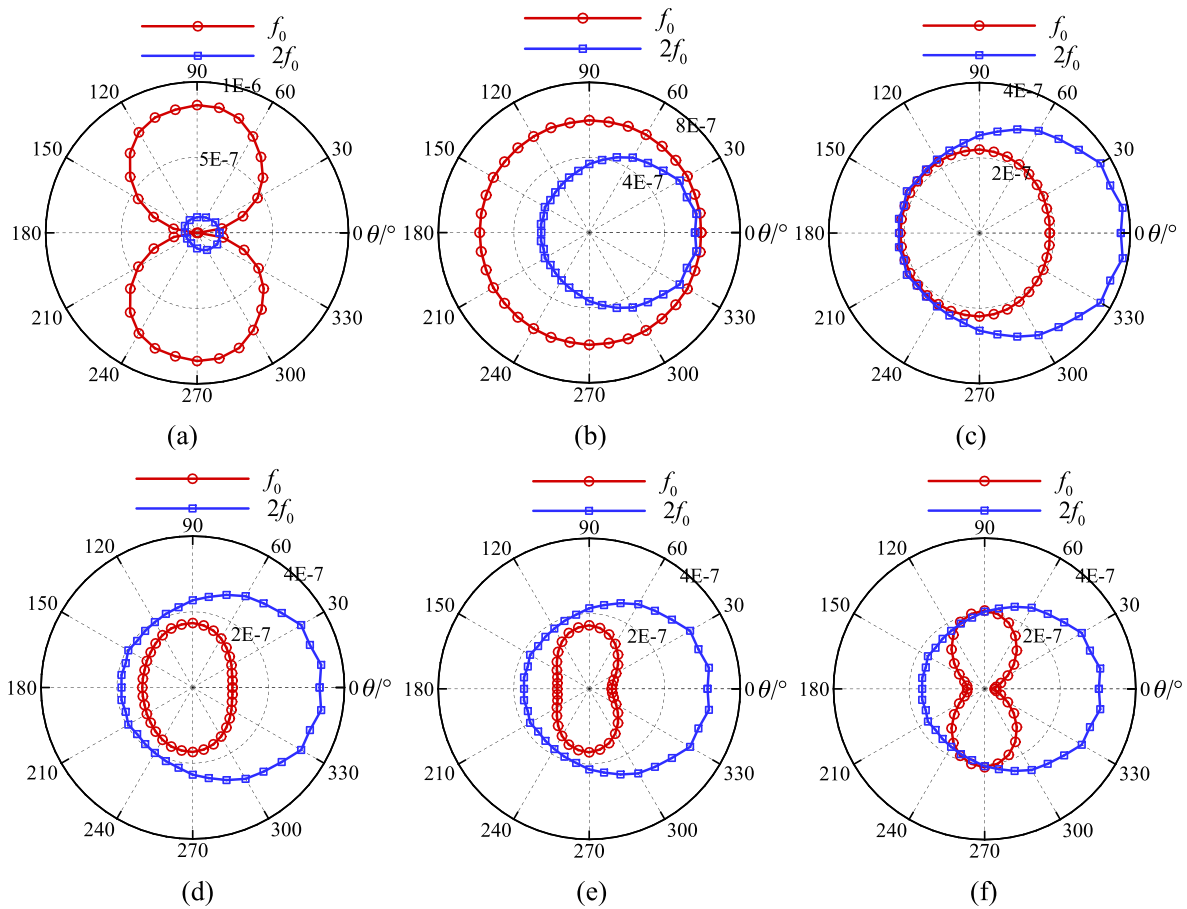 f₀
2f₀
90
1E-6
120
60
5E-7
150
30
180
0 θ/°
210
330
240
300
270
(a)
f₀
2f₀
90
120
60
8E-7
150
30
4E-7
180
0 θ/°
210
330
240
300
270
(b)
f₀
2f₀
90
4E-7
120
60
150
30
2E-7
180
0 θ/°
210
330
240
300
270
(c)
f₀
2f₀
90
120
60
4E-7
150
30
2E-7
180
0 θ/°
210
330
240
300
270
(d)
f₀
2f₀
90
120
60
4E-7
150
30
2E-7
180
0 θ/°
210
330
240
300
270
(e)
f₀
2f₀
90
120
60
4E-7
150
30
2E-7
180
0 θ/°
210
330
240
300
270
(f)